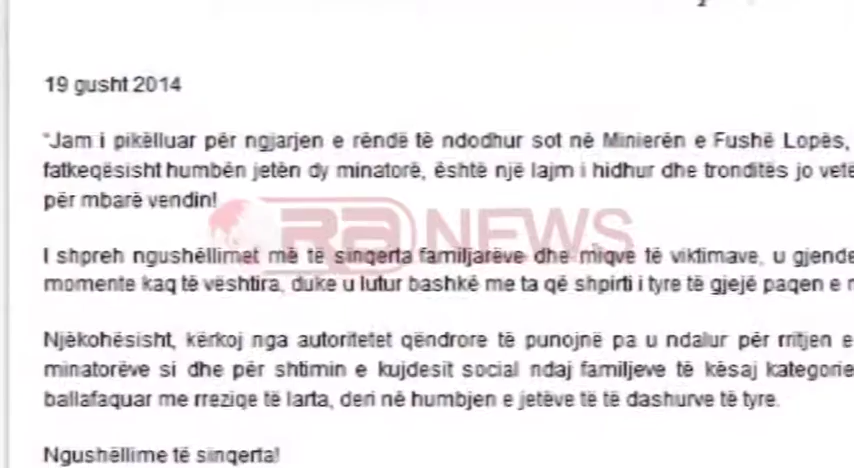 19 gusht 2014
"Jam i pikëlluar për ngjarjen e rëndë të ndodhur sot në Minierën e Fushë Lopës,
fatkeqësisht humbën jetën dy minatorë, është një lajm i hidhur dhe tronditës jo vetë
për mbarë vendin!
RA NEWS
I shpreh ngushëllimet më të sinqerta familjarëve dhe miqve të viktimave, u gjende
momente kaq të vështira, duke u lutur bashkë me ta që shpirti i tyre të gjejë paqen e
Njëkohësisht, kërkoj nga autoritetet qëndrore të punojnë pa u ndalur për rritjen e
minatorëve si dhe për shtimin e kujdesit social ndaj familjeve të kësaj kategorie
ballafaquar me rreziqe të larta, deri në humbjen e jetëve të të dashurve të tyre.
Ngushëllime të sinqerta!